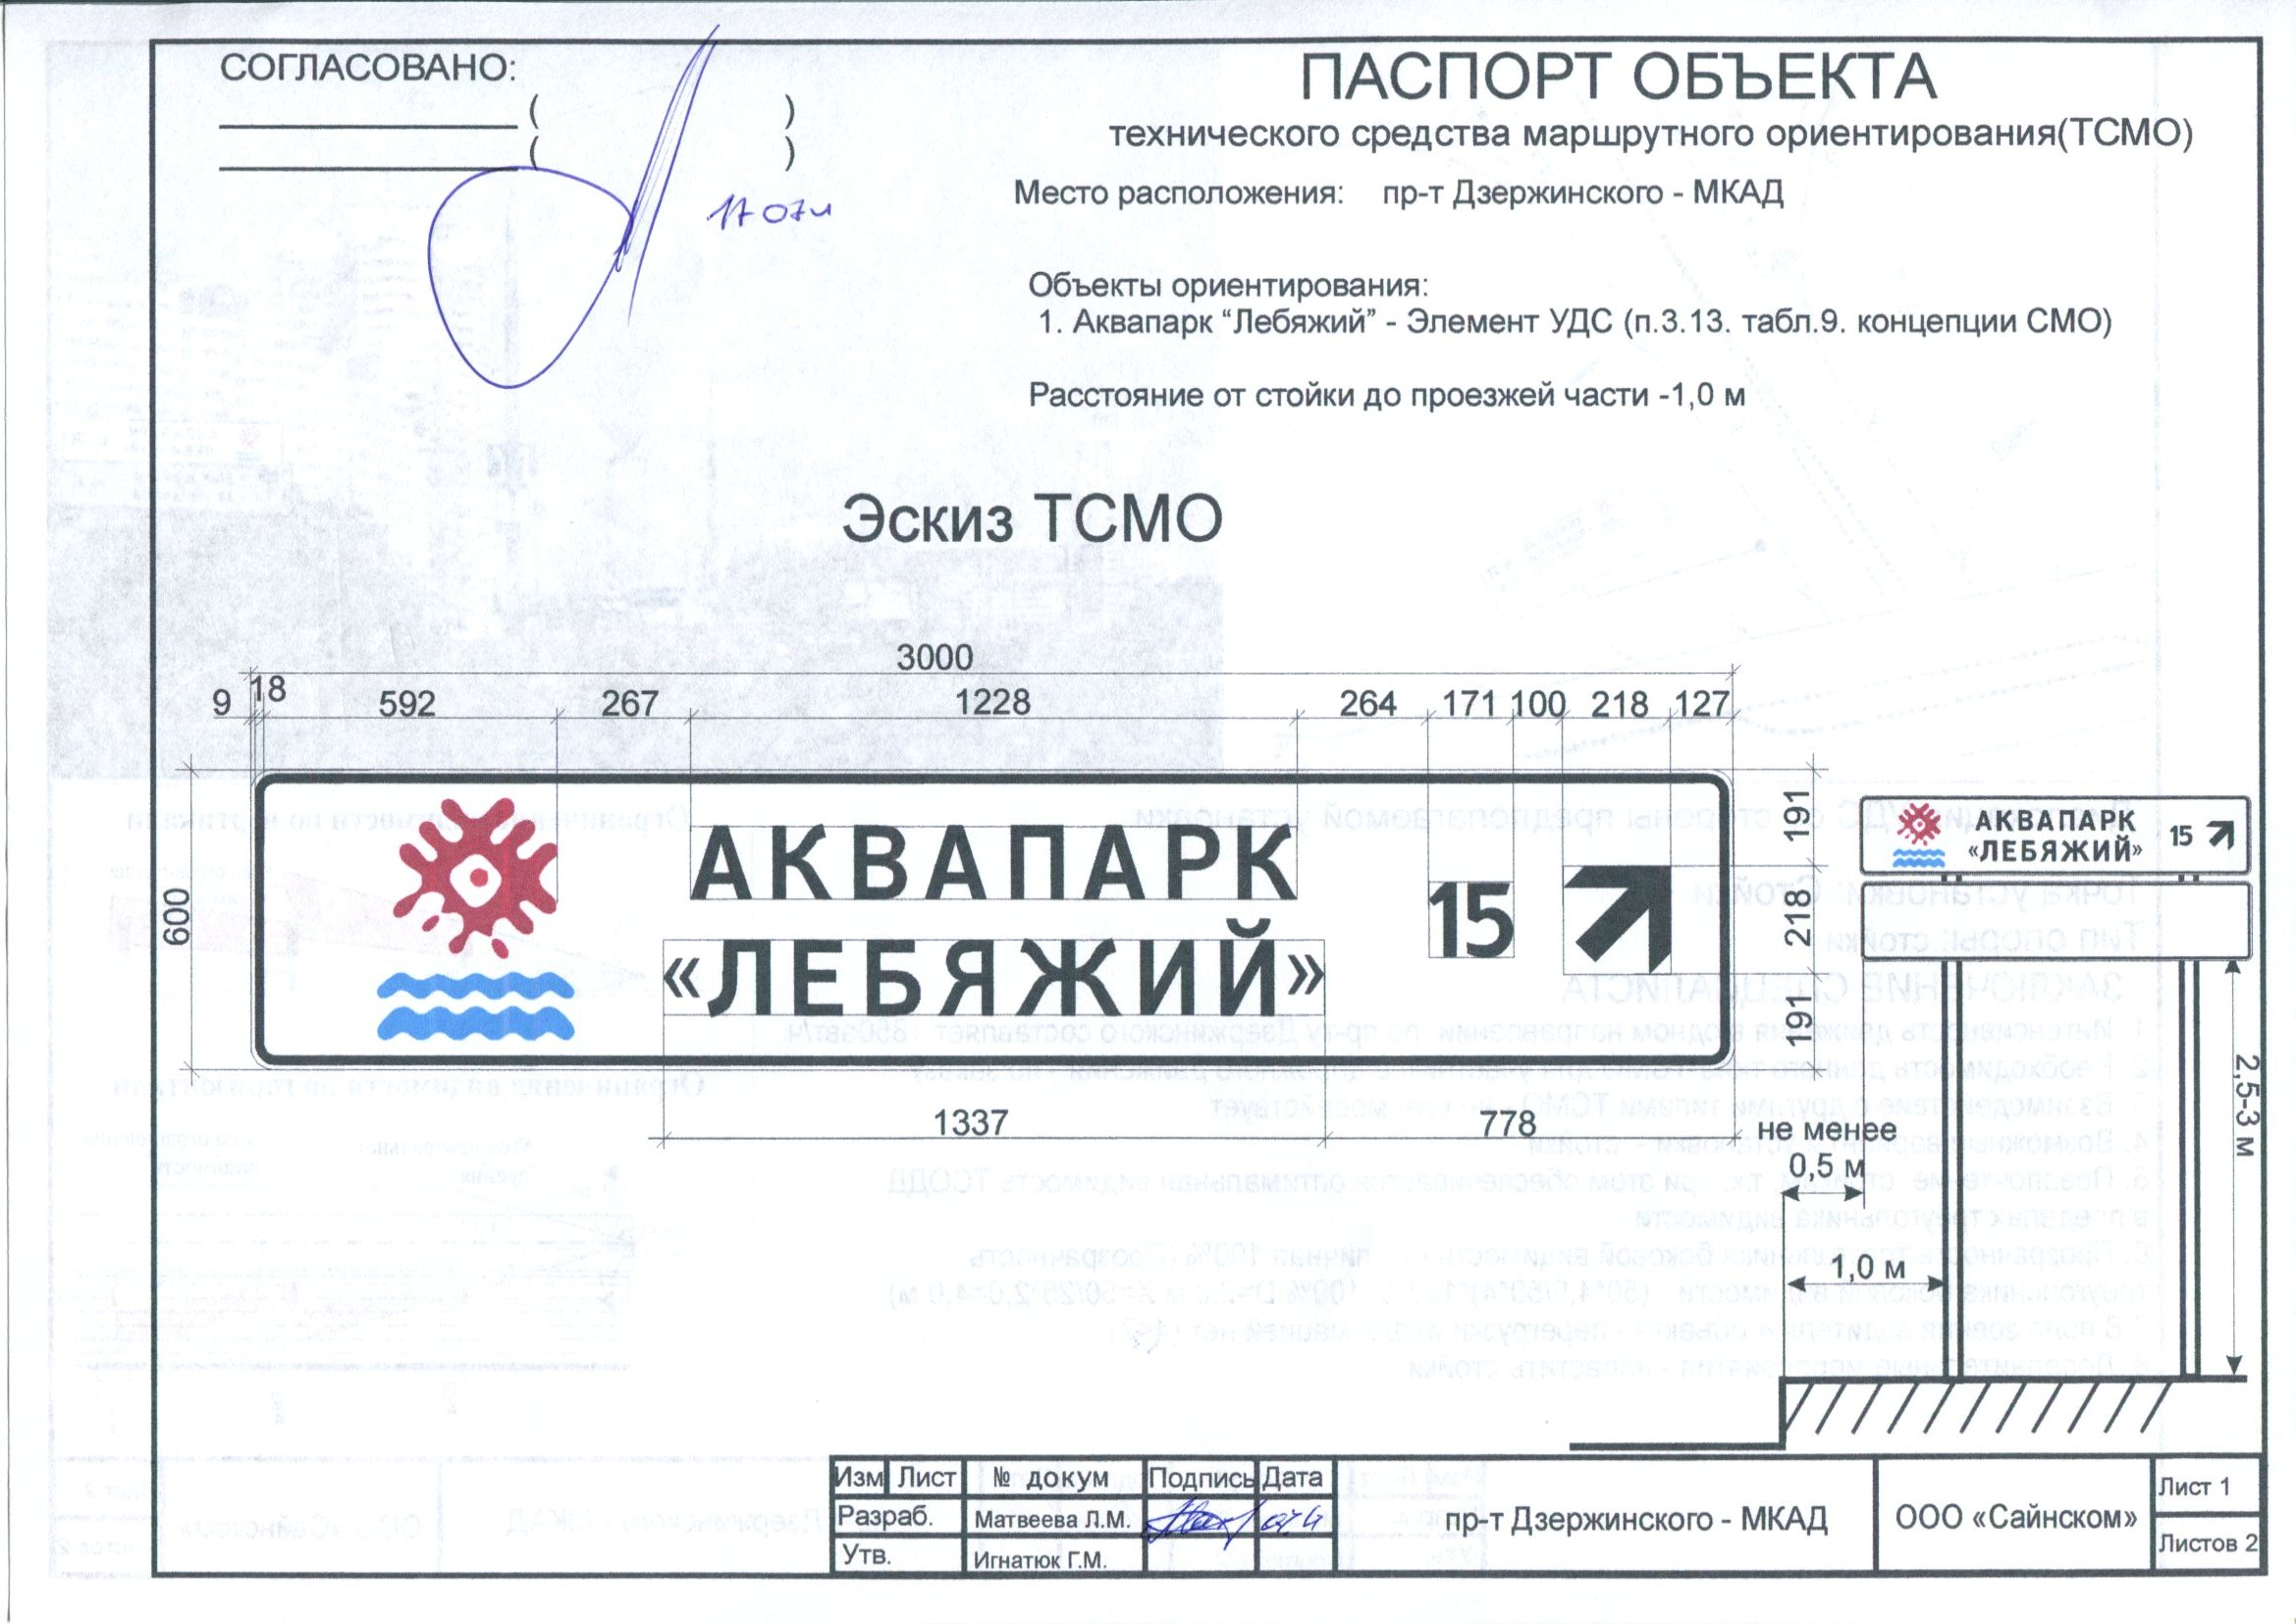 СОГЛАСОВАНО:
( )
( )
ПАСПОРТ ОБЪЕКТА
технического средства маршрутного ориентирования(ТСМО)
Место расположения: пр-т Дзержинского - МКАД
Объекты ориентирования:
1. Аквапарк “Лебяжий” - Элемент УДС (п.3.13. табл.9. концепции СМО)
Расстояние от стойки до проезжей части -1,0 м
Эскиз ТСМО
3000
9 18 592 267 1228 264 171 100 218 127
600
АКВАПАРК
«ЛЕБЯЖИЙ»
15
191
218
191
1337 778
АКВАПАРК
«ЛЕБЯЖИЙ»
15
2,5-3 м
не менее
0,5 м
1,0 м
Изм Лист № докум Подпись Дата
Разраб. Матвеева Л.М.
Утв. Игнатюк Г.М.
пр-т Дзержинского - МКАД
ООО «Сайнском»
Лист 1
Листов 2